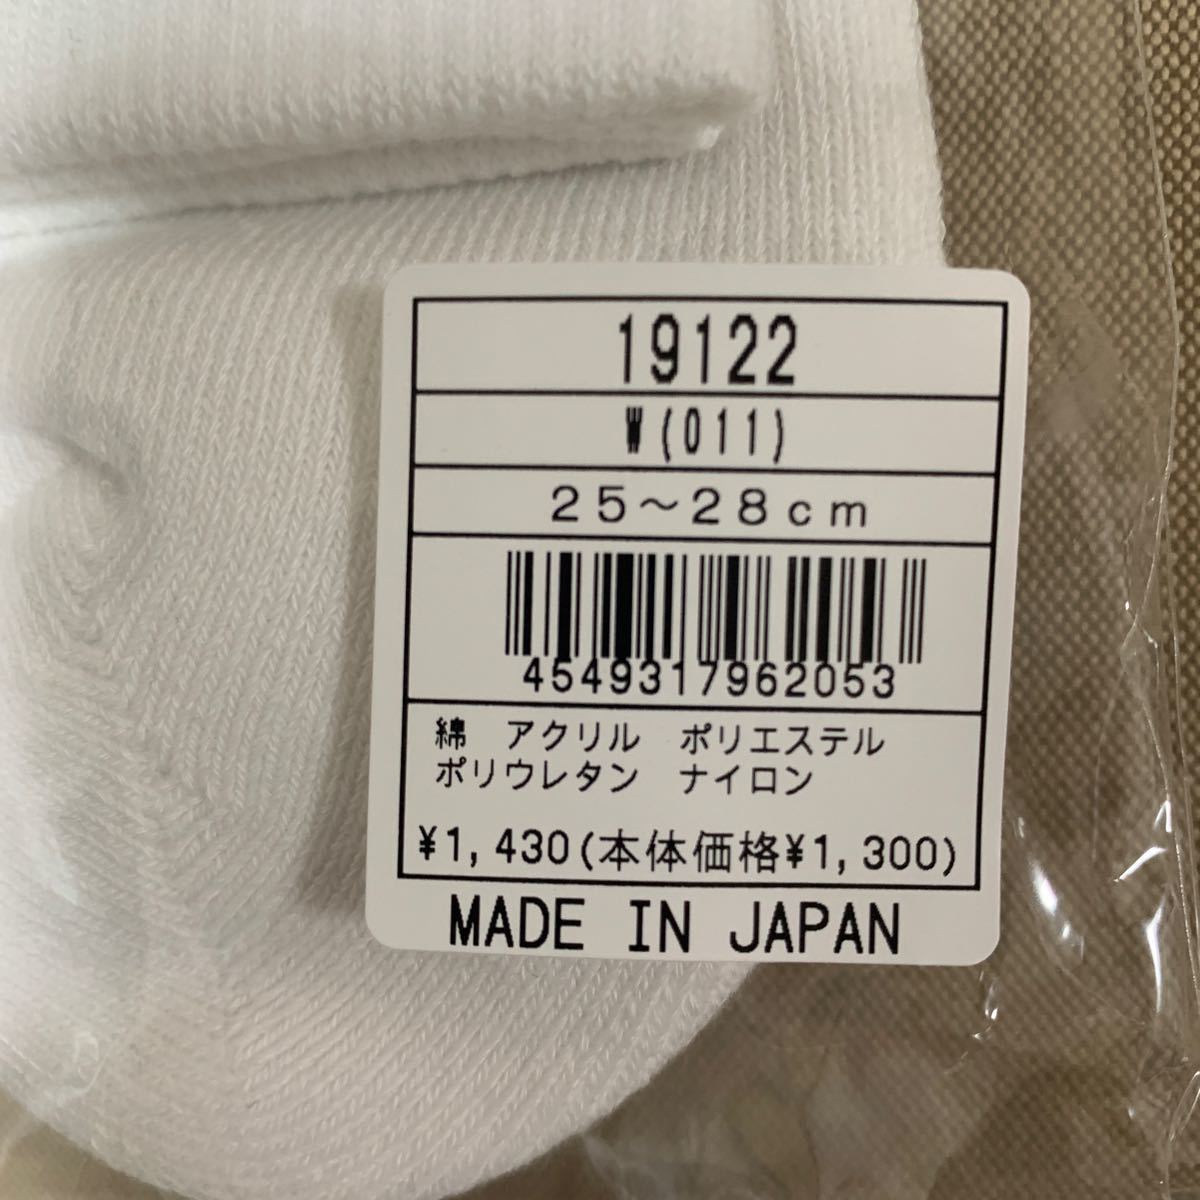 19122
W(011)
25～28cm
4549317962053
綿　アクリル　ポリエステル
ポリウレタン　ナイロン
¥1,430(本体価格¥1,300)
MADE IN JAPAN